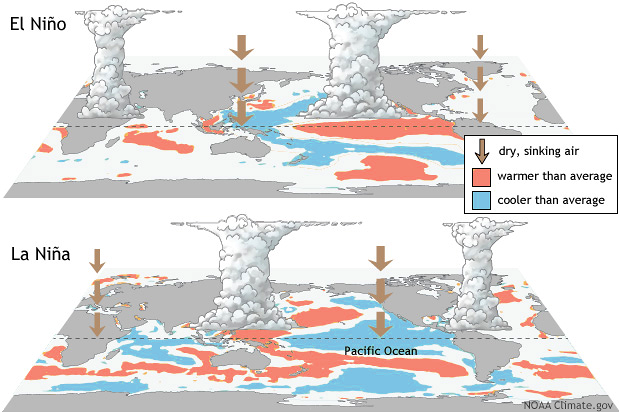 El Niño
dry, sinking air
warmer than average
cooler than average
La Niña
Pacific Ocean
NOAA Climate.gov